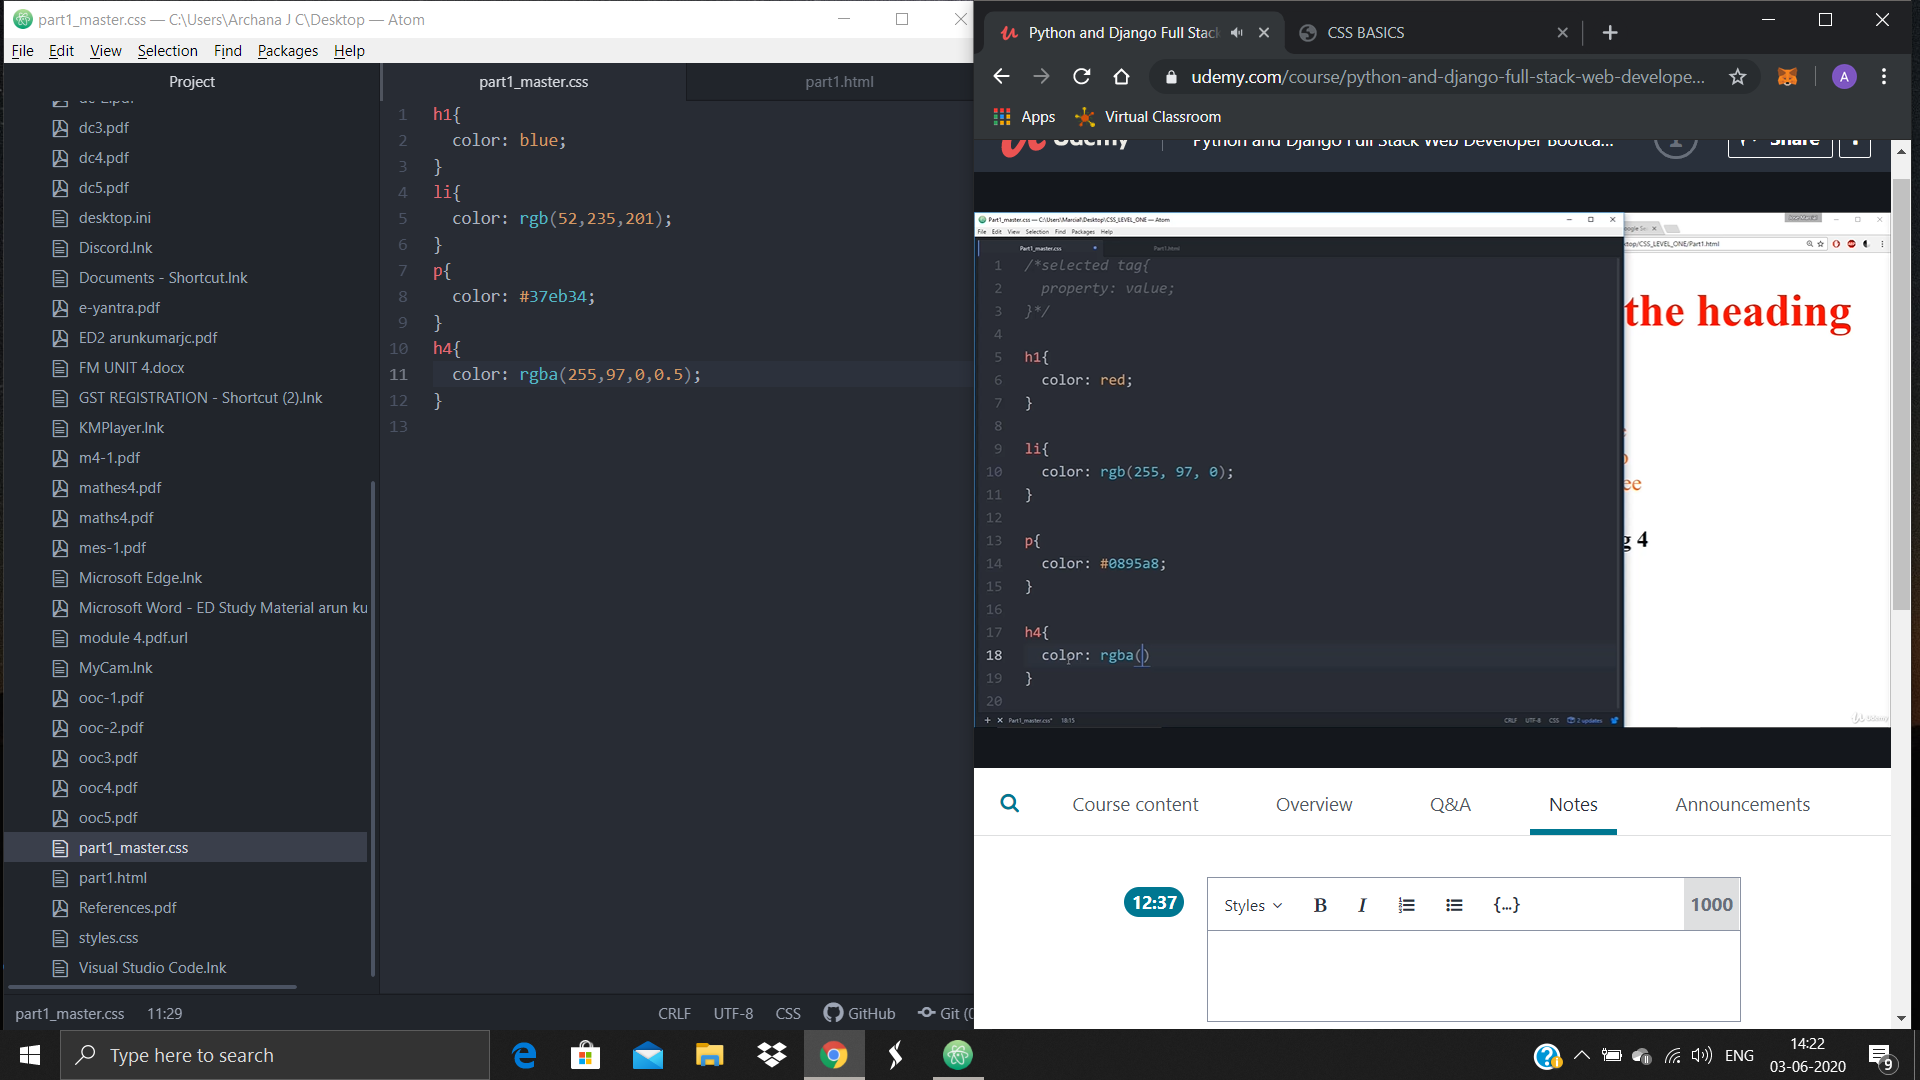 part1_master.css — C:\Users\Archana J C\Desktop — Atom
File Edit View Selection Find Packages Help
Project
dc3.pdf
dc4.pdf
dc5.pdf
desktop.ini
Discord.lnk
Documents - Shortcut.lnk
e-yantra.pdf
ED2 arunkumarjc.pdf
FM UNIT 4.docx
GST REGISTRATION - Shortcut (2).lnk
KMPlayer.lnk
m4-1.pdf
mathes4.pdf
maths4.pdf
mes-1.pdf
Microsoft Edge.lnk
Microsoft Word - ED Study Material arun ku
module 4.pdf.url
MyCam.lnk
ooc-1.pdf
ooc-2.pdf
ooc3.pdf
ooc4.pdf
ooc5.pdf
part1_master.css
part1.html
References.pdf
styles.css
Visual Studio Code.lnk
part1_master.css part1.html
1 h1{
2 color: blue;
3 }
4 li{
5 color: rgb(52,235,201);
6 }
7 p{
8 color: #37eb34;
9 }
10 h4{
11 color: rgba(255,97,0,0.5);
12 }
13
part1_master.css 11:29 CRLF UTF-8 CSS GitHub Git (0
Python and Django Full Stack CSS BASICS
udemy.com/course/python-and-django-full-stack-web-develope...
A
Apps Virtual Classroom
Udemy Python and Django Full Stack Web Developer Bootca... Share
Part1_master.css — C:\Users\Marcial\Desktop\CSS_LEVEL_ONE — Atom
File Edit View Selection Find Packages Help
Part1_master.css Part1.html
1 /*selected tag{
2 property: value;
3 }*/
4
5 h1{
6 color: red;
7 }
8
9 li{
10 color: rgb(255, 97, 0);
11 }
12
13 p{
14 color: #0895a8;
15 }
16
17 h4{
18 color: rgba()
19 }
20
Part1_master.css* 18:15 CRLF UTF-8 CSS 2 updates
top/CSS_LEVEL_ONE/Part1.html
the heading
ee
g 4
Udemy
Course content Overview Q&A Notes Announcements
12:37 Styles B I {...} 1000
Type here to search
ENG
14:22
03-06-2020
9